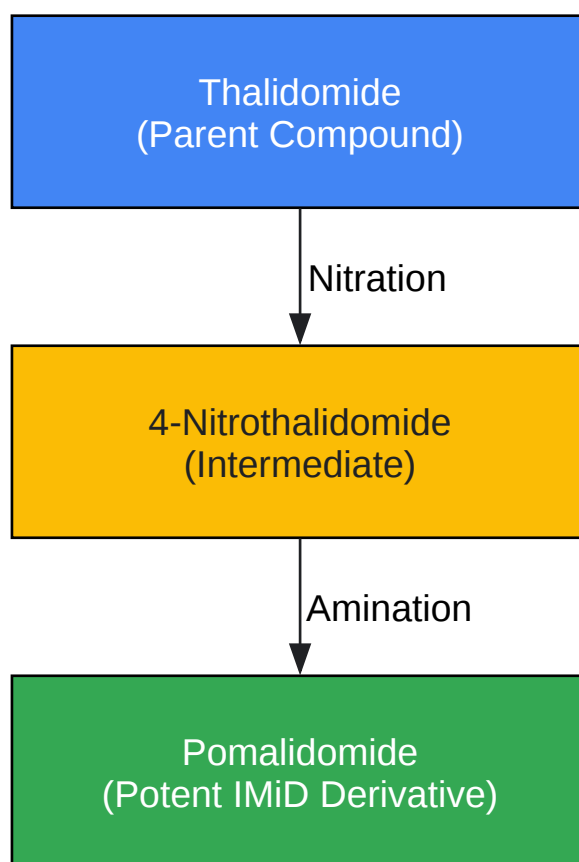 Thalidomide
(Parent Compound)
Nitration
4-Nitrothalidomide
(Intermediate)
Amination
Pomalidomide
(Potent IMiD Derivative)